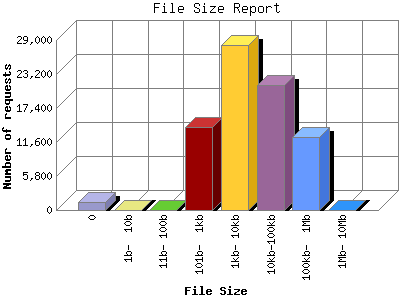 File Size Report
29,000
23,200
17,400
11,600
5,800
0
Number of requests
0
1b- 10b
11b- 100b
101b- 1kb
1kb- 10kb
10kb-100kb
100kb- 1Mb
1Mb- 10Mb
File Size